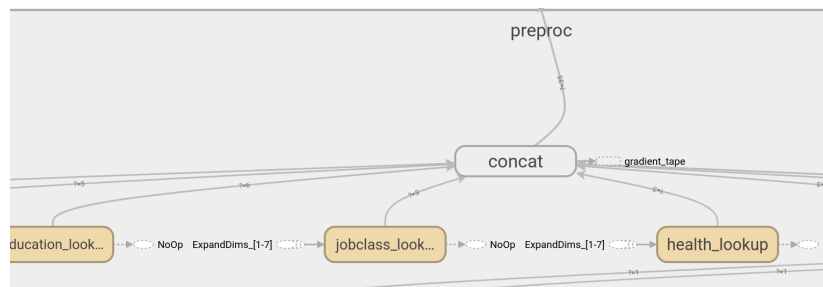 preproc
?×35
concat
gradient_tape
?×5
?×6
?×3
ducation_look...
NoOp
ExpandDims_[1-7]
jobclass_look...
NoOp
ExpandDims_[1-7]
health_lookup
?×1
?×1